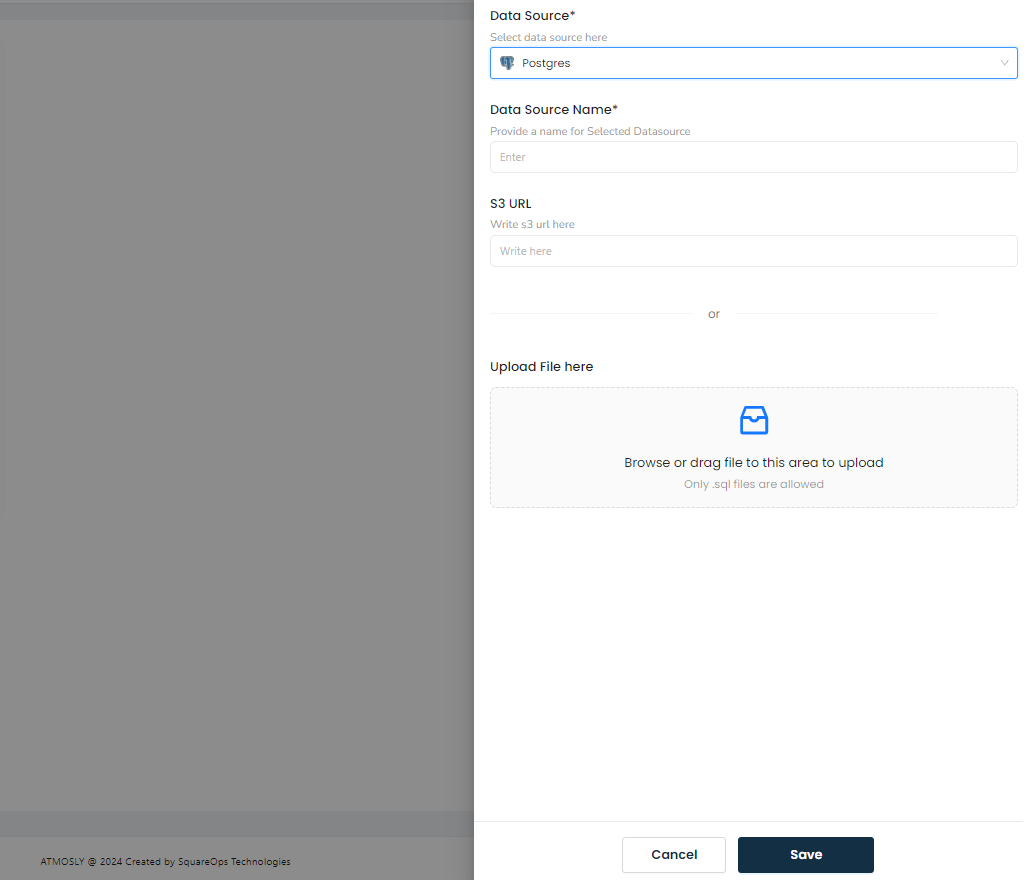 Data Source*
Select data source here
Postgres
Data Source Name*
Provide a name for Selected Datasource
Enter
S3 URL
Write s3 url here
Write here
or
Upload File here
Browse or drag file to this area to upload
Only .sql files are allowed
Cancel
Save
ATMOSLY @ 2024 Created by SquareOps Technologies